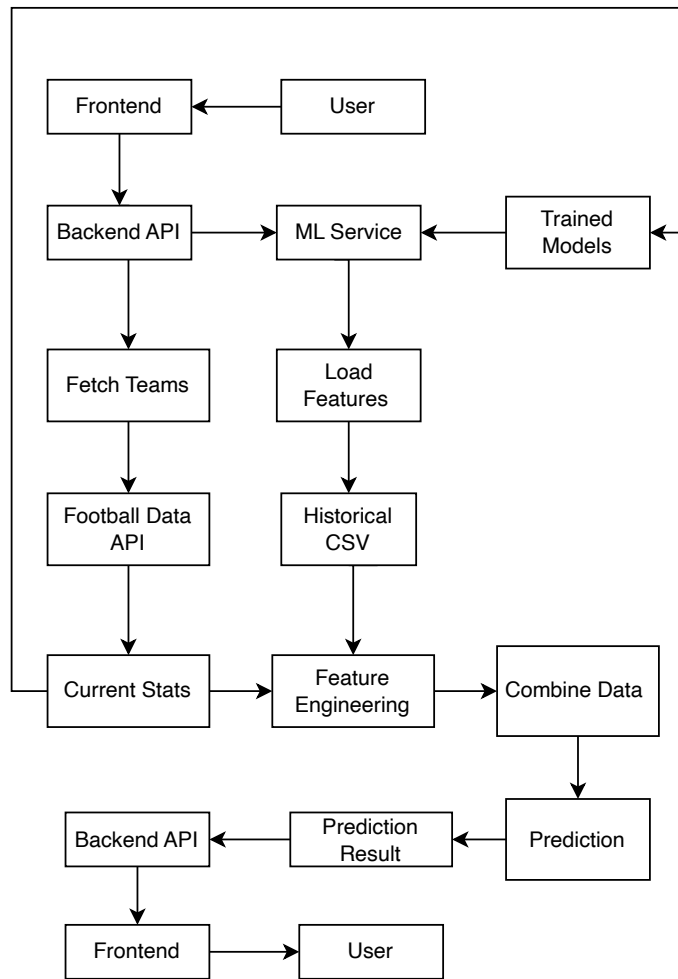 Frontend
User
Backend API
ML Service
Trained
Models
Fetch Teams
Load
Features
Football Data
API
Historical
CSV
Current Stats
Feature
Engineering
Combine Data
Backend API
Prediction
Result
Prediction
Frontend
User